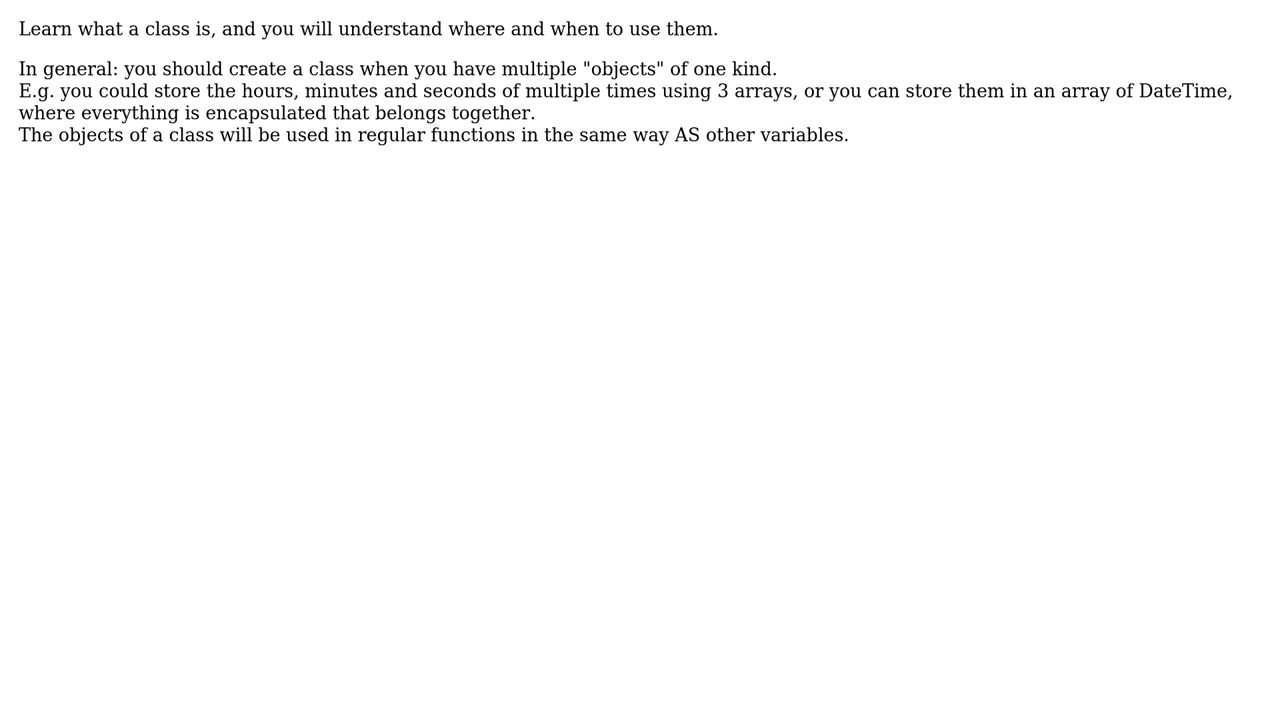 Learn what a class is, and you will understand where and when to use them.
In general: you should create a class when you have multiple "objects" of one kind.
E.g. you could store the hours, minutes and seconds of multiple times using 3 arrays, or you can store them in an array of DateTime,
where everything is encapsulated that belongs together.
The objects of a class will be used in regular functions in the same way AS other variables.